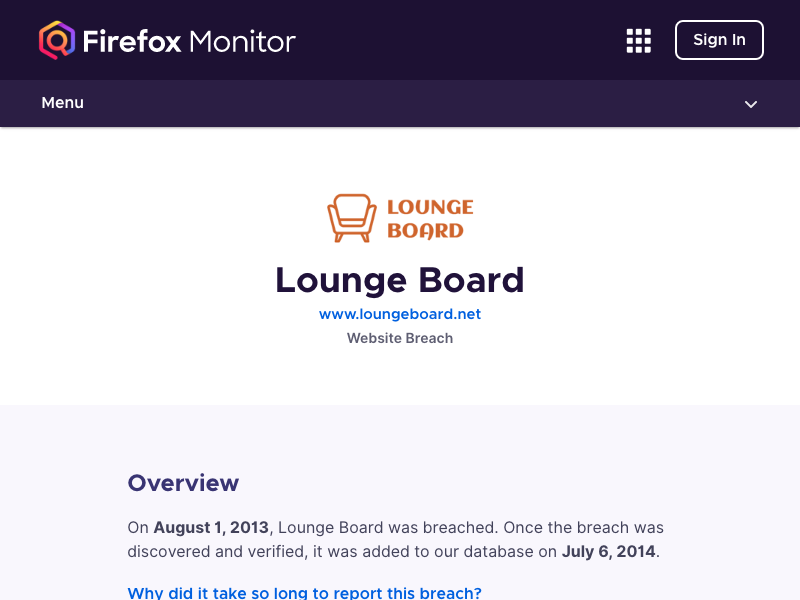 Firefox Monitor
Sign In
Menu
LOUNGE
BOARD
Lounge Board
www.loungeboard.net
Website Breach
Overview
On August 1, 2013, Lounge Board was breached. Once the breach was
discovered and verified, it was added to our database on July 6, 2014.
Why did it take so long to report this breach?